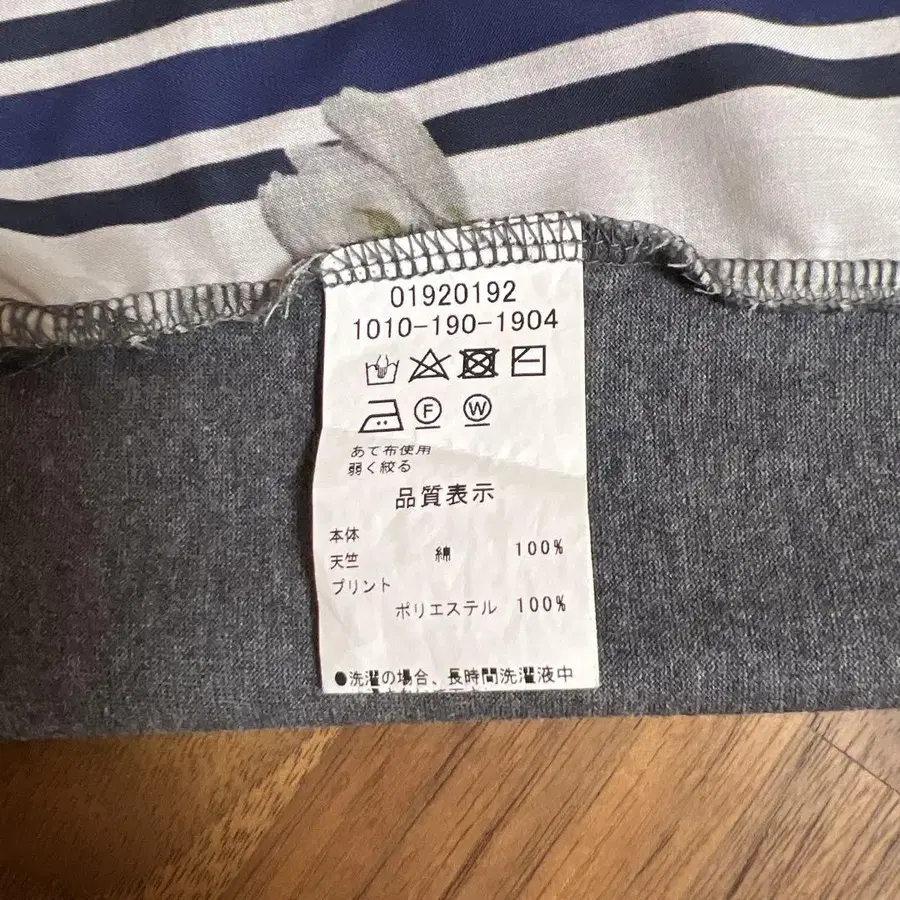 01920192
1010-190-1904
F W
あて布使用
弱く絞る
品質表示
本体
天竺 綿 100%
プリント
ポリエステル 100%
●洗濯の場合、長時間洗濯液中